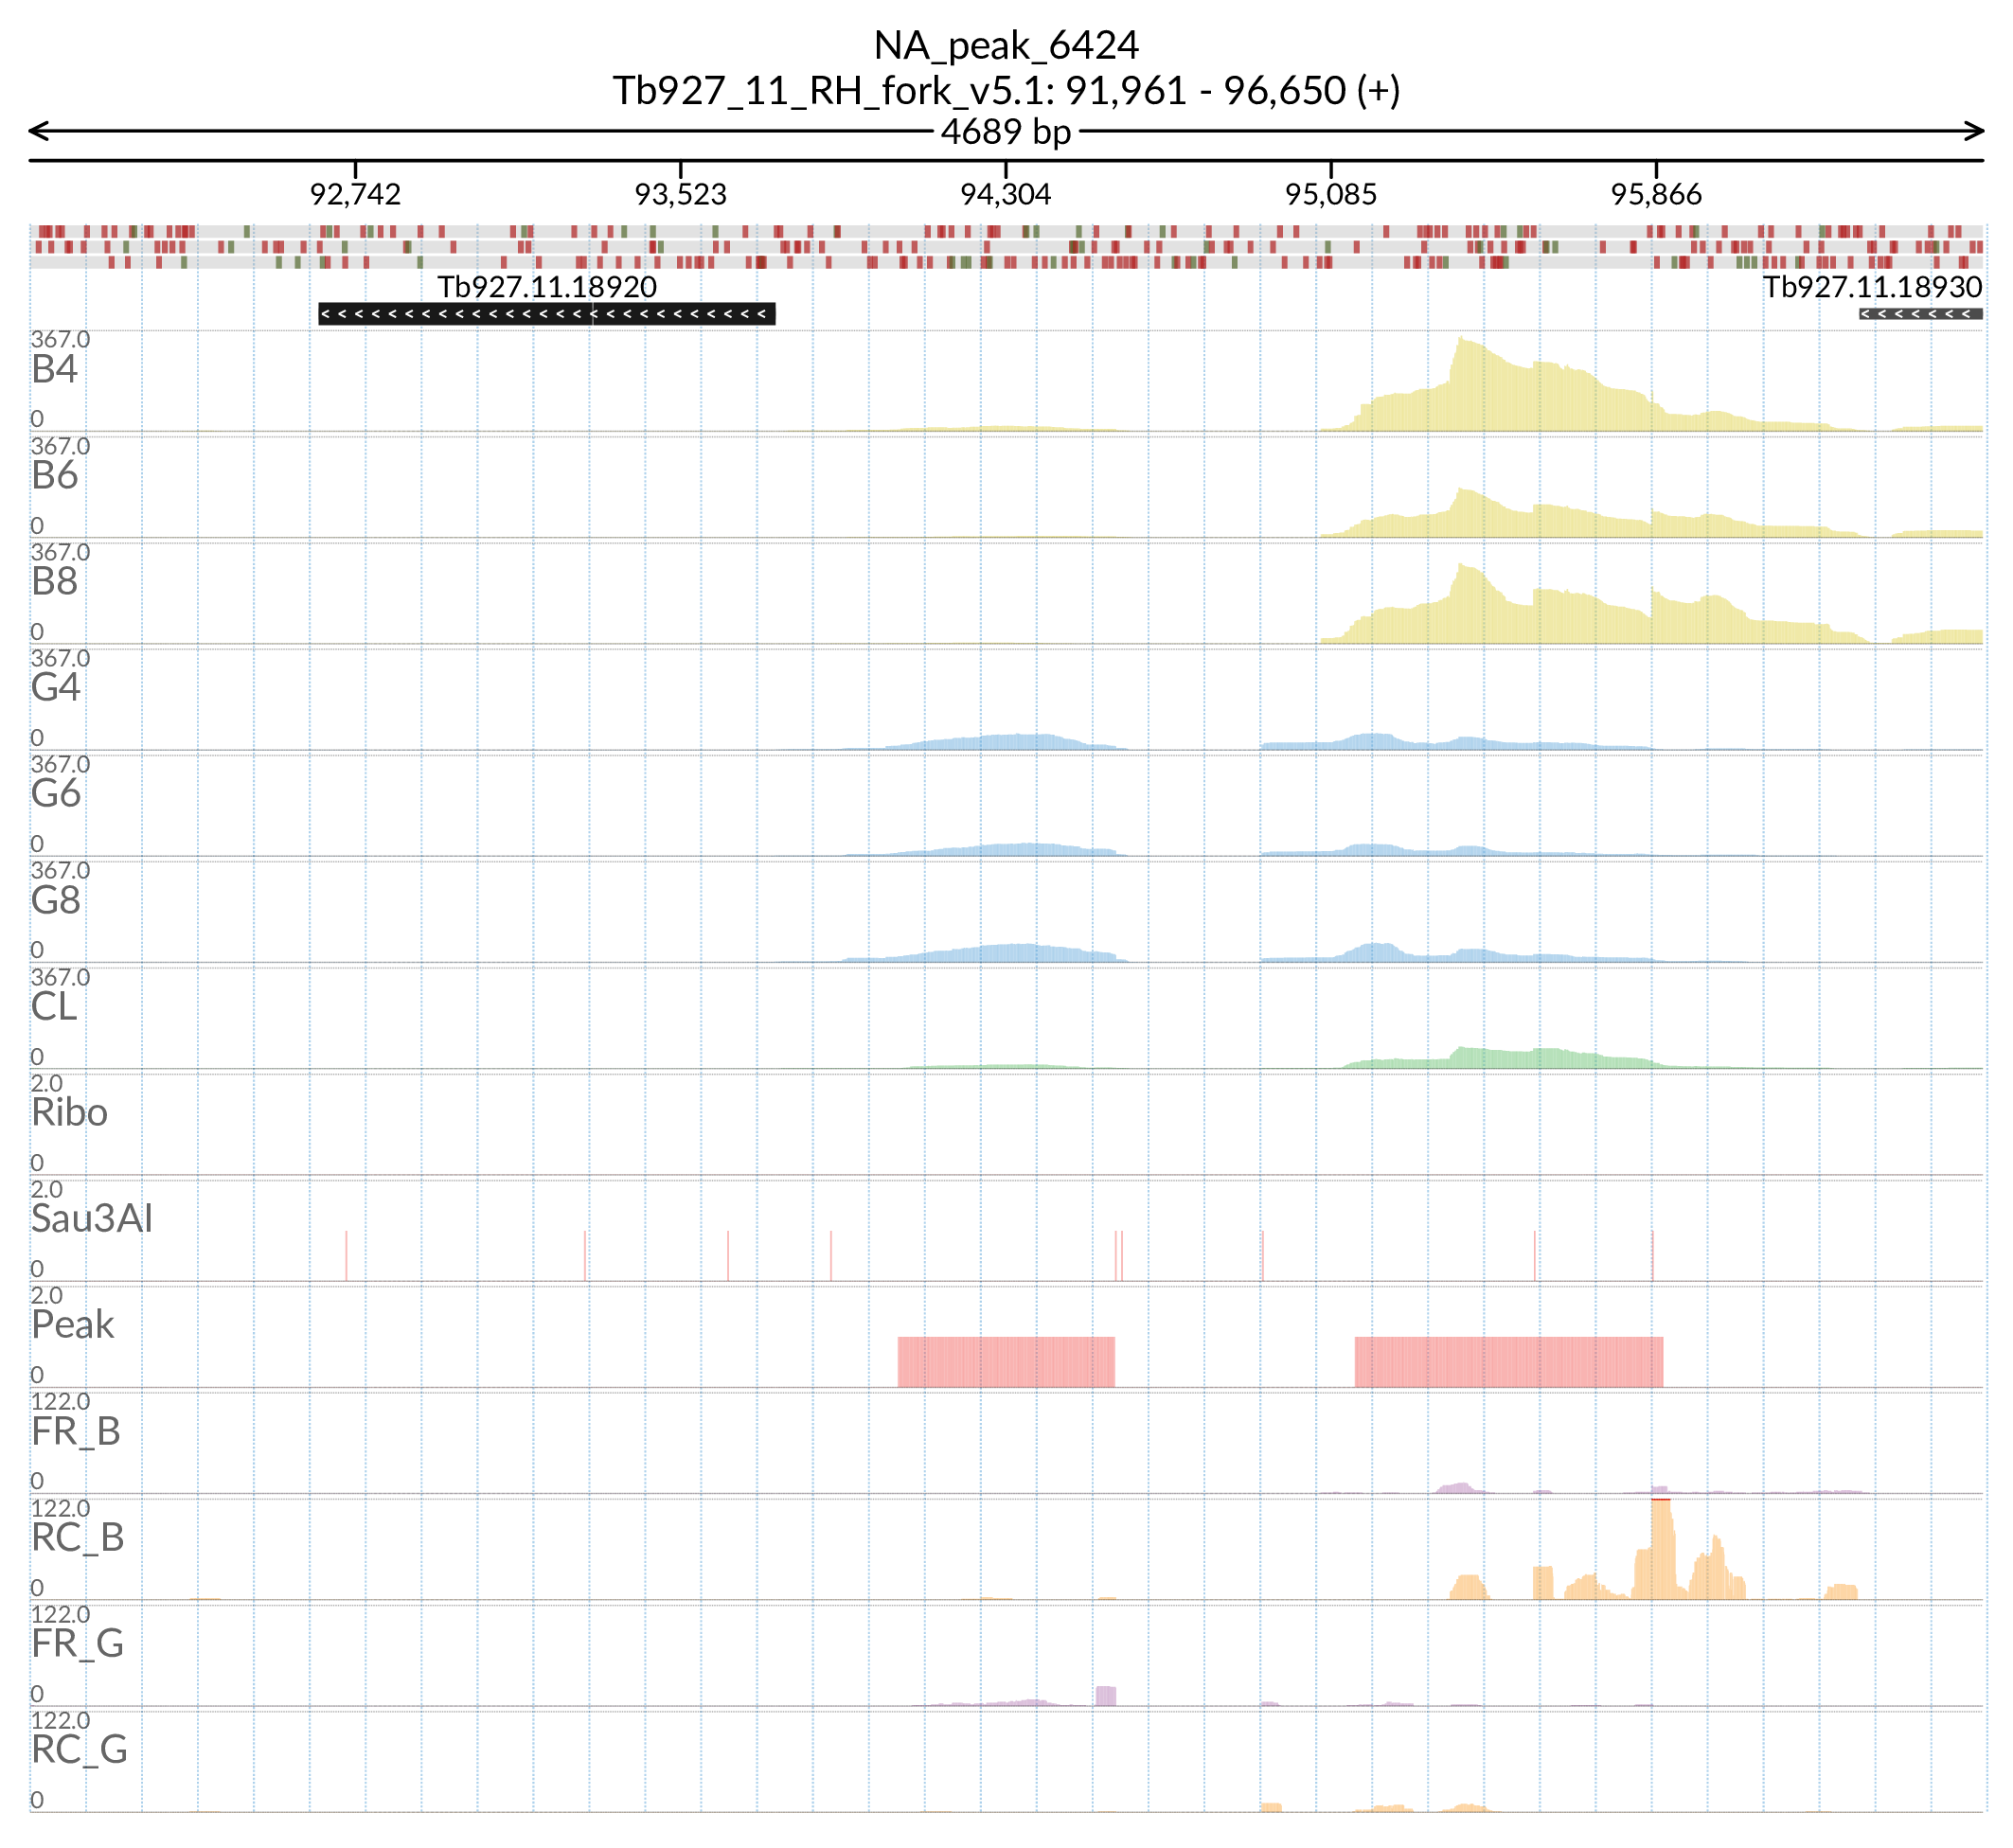 NA_peak_6424
Tb927_11_RH_fork_v5.1: 91,961 - 96,650 (+)
4689 bp
92,742 93,523 94,304 95,085 95,866
Tb927.11.18920 Tb927.11.18930
367.0
B4
0
367.0
B6
0
367.0
B8
0
367.0
G4
0
367.0
G6
0
367.0
G8
0
367.0
CL
0
2.0
Ribo
0
2.0
Sau3AI
0
2.0
Peak
0
122.0
FR_B
0
122.0
RC_B
0
122.0
FR_G
0
122.0
RC_G
0